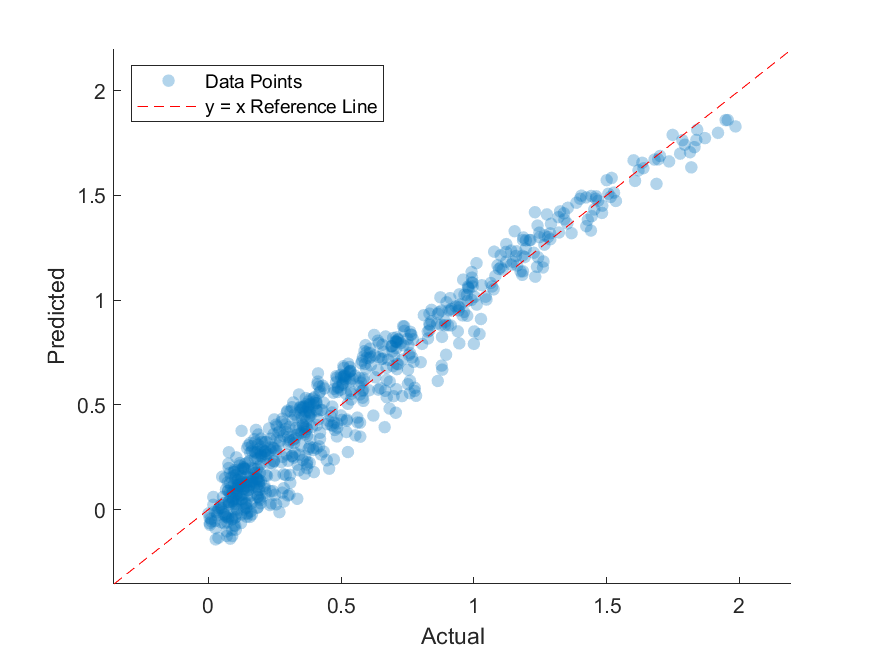 Data Points
y = x Reference Line
2
1.5
1
0.5
0
Predicted
0
0.5
1
1.5
2
Actual